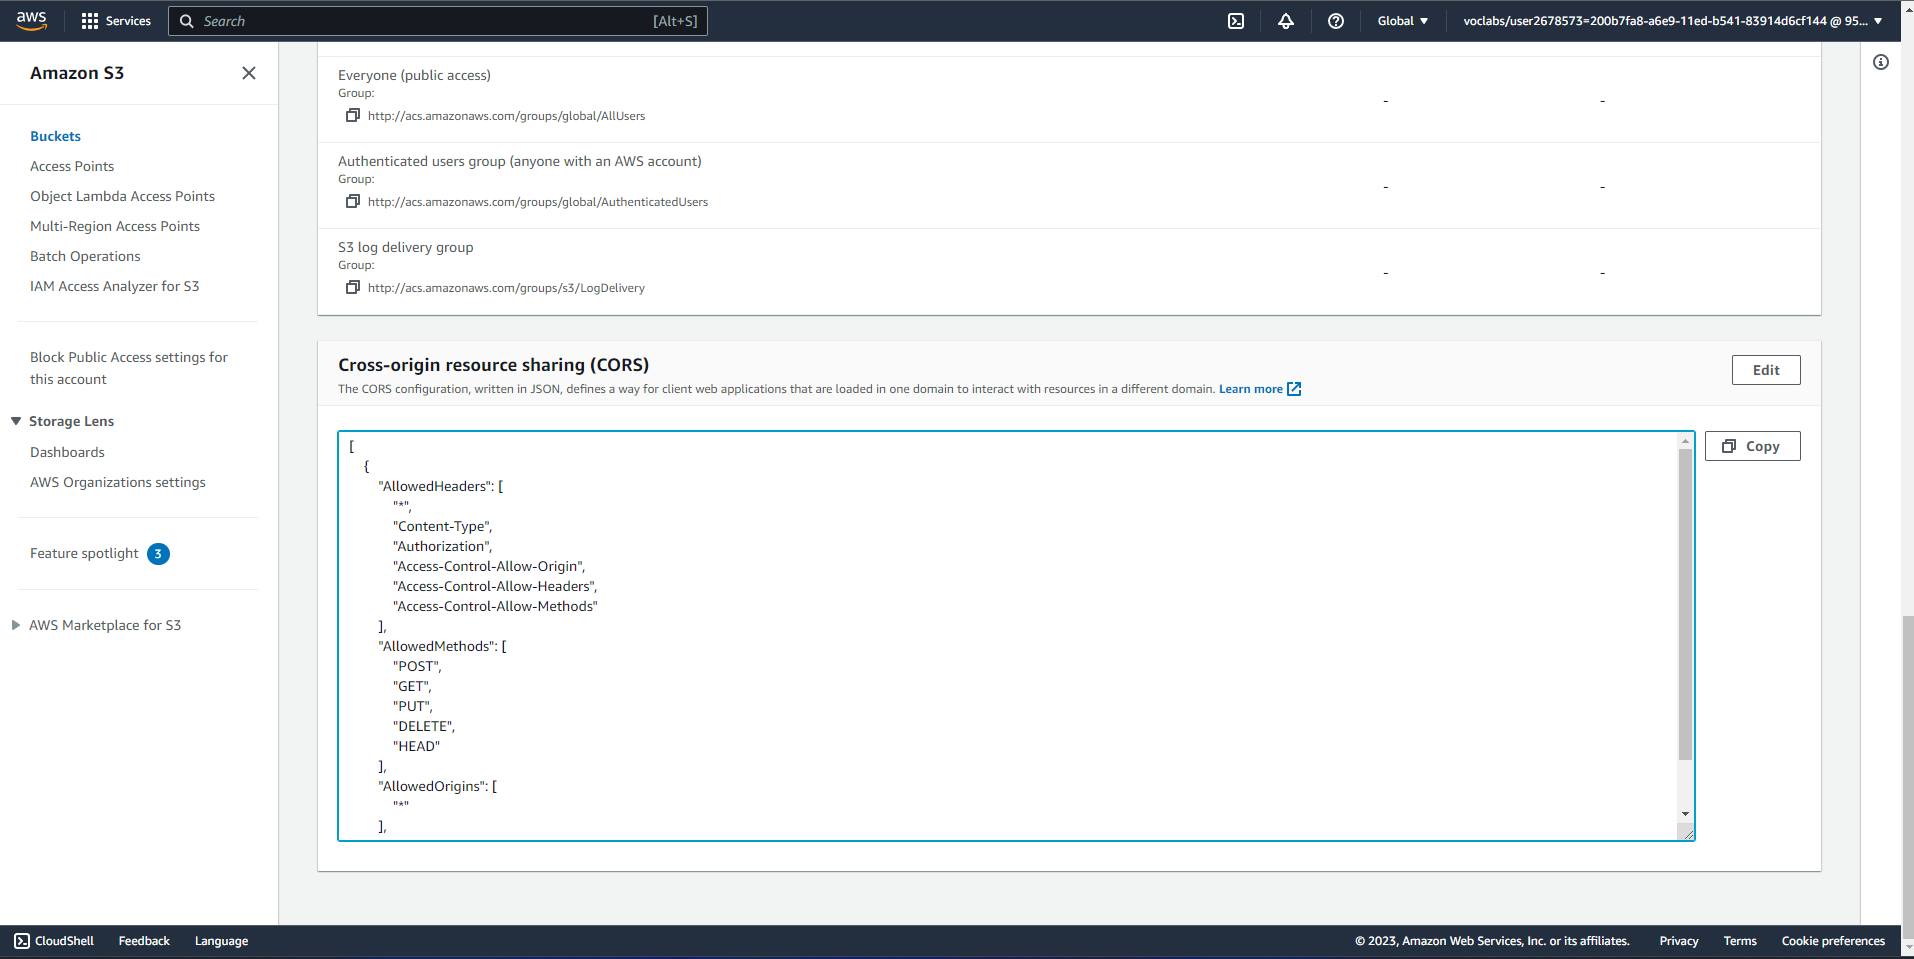 aws
Services
Search
[Alt+S]
Global
voclabs/user2678573=200b7fa8-a6e9-11ed-b541-83914d6cf144 @ 95...
Amazon S3
Buckets
Access Points
Object Lambda Access Points
Multi-Region Access Points
Batch Operations
IAM Access Analyzer for S3
Block Public Access settings for
this account
Storage Lens
Dashboards
AWS Organizations settings
Feature spotlight 3
AWS Marketplace for S3
Everyone (public access)
Group:
http://acs.amazonaws.com/groups/global/AllUsers
- -
Authenticated users group (anyone with an AWS account)
Group:
http://acs.amazonaws.com/groups/global/AuthenticatedUsers
- -
S3 log delivery group
Group:
http://acs.amazonaws.com/groups/s3/LogDelivery
- -
Cross-origin resource sharing (CORS)
The CORS configuration, written in JSON, defines a way for client web applications that are loaded in one domain to interact with resources in a different domain. Learn more
Edit
[
{
"AllowedHeaders": [
"*",
"Content-Type",
"Authorization",
"Access-Control-Allow-Origin",
"Access-Control-Allow-Headers",
"Access-Control-Allow-Methods"
],
"AllowedMethods": [
"POST",
"GET",
"PUT",
"DELETE",
"HEAD"
],
"AllowedOrigins": [
"*"
],
Copy
CloudShell
Feedback
Language
© 2023, Amazon Web Services, Inc. or its affiliates.
Privacy
Terms
Cookie preferences